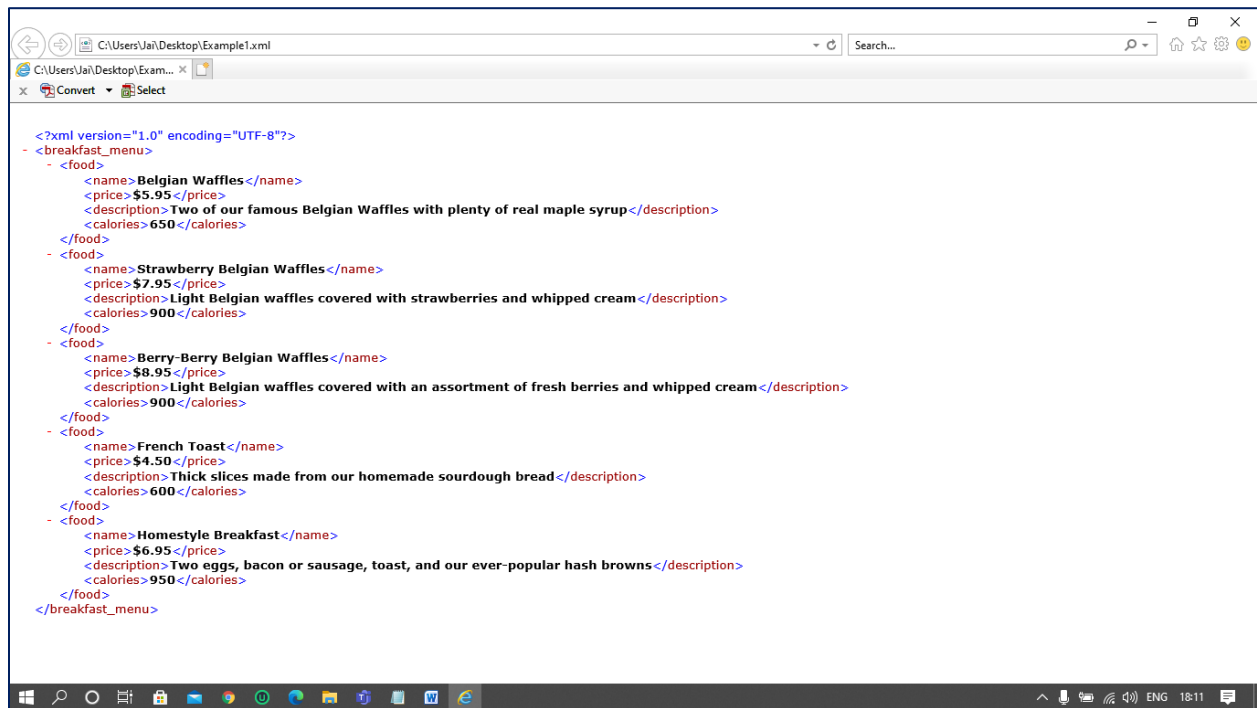 C:\Users\Jai\Desktop\Example1.xml
Search...
C:\Users\Jai\Desktop\Exam...
x Convert Select
<?xml version="1.0" encoding="UTF-8"?>
- <breakfast_menu>
- <food>
<name>Belgian Waffles</name>
<price>$5.95</price>
<description>Two of our famous Belgian Waffles with plenty of real maple syrup</description>
<calories>650</calories>
</food>
- <food>
<name>Strawberry Belgian Waffles</name>
<price>$7.95</price>
<description>Light Belgian waffles covered with strawberries and whipped cream</description>
<calories>900</calories>
</food>
- <food>
<name>Berry-Berry Belgian Waffles</name>
<price>$8.95</price>
<description>Light Belgian waffles covered with an assortment of fresh berries and whipped cream</description>
<calories>900</calories>
</food>
- <food>
<name>French Toast</name>
<price>$4.50</price>
<description>Thick slices made from our homemade sourdough bread</description>
<calories>600</calories>
</food>
- <food>
<name>Homestyle Breakfast</name>
<price>$6.95</price>
<description>Two eggs, bacon or sausage, toast, and our ever-popular hash browns</description>
<calories>950</calories>
</food>
</breakfast_menu>
ENG 18:11